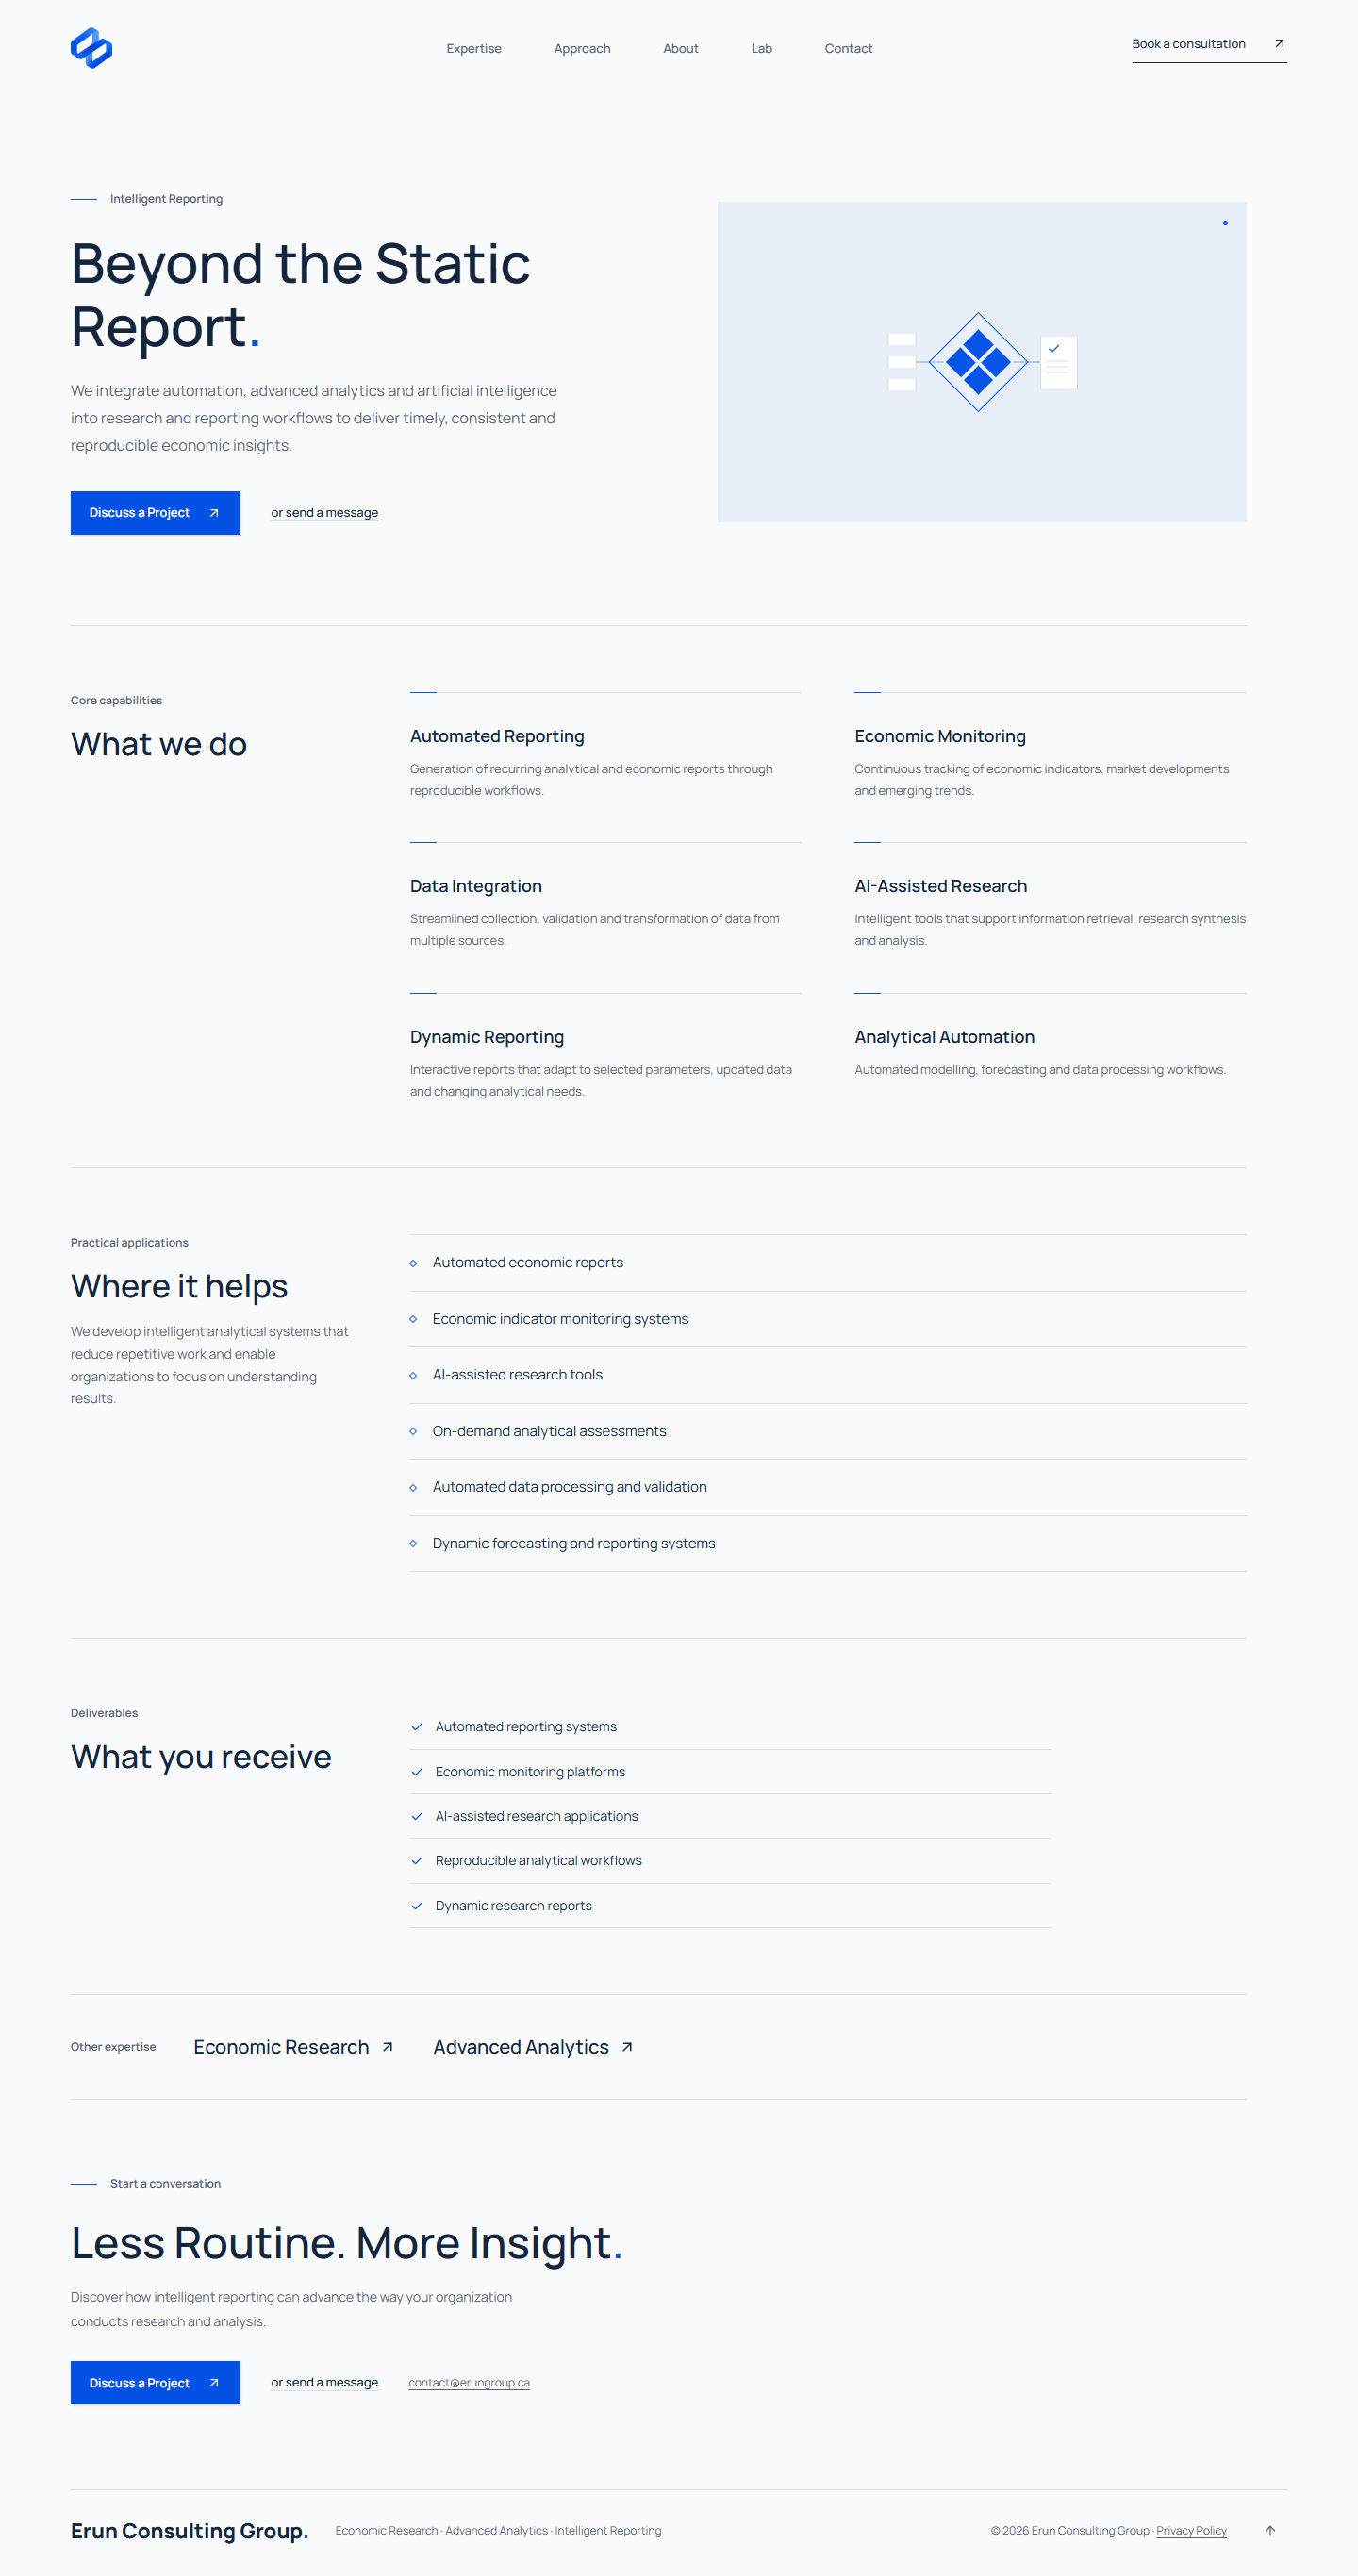 Expertise
Approach
About
Lab
Contact
Book a consultation
Intelligent Reporting
Beyond the Static
Report.
We integrate automation, advanced analytics and artificial intelligence
into research and reporting workflows to deliver timely, consistent and
reproducible economic insights.
Discuss a Project
or send a message
Core capabilities
What we do
Automated Reporting
Generation of recurring analytical and economic reports through
reproducible workflows.
Economic Monitoring
Continuous tracking of economic indicators, market developments
and emerging trends.
Data Integration
Streamlined collection, validation and transformation of data from
multiple sources.
AI-Assisted Research
Intelligent tools that support information retrieval, research synthesis
and analysis.
Dynamic Reporting
Interactive reports that adapt to selected parameters, updated data
and changing analytical needs.
Analytical Automation
Automated modelling, forecasting and data processing workflows.
Practical applications
Where it helps
We develop intelligent analytical systems that
reduce repetitive work and enable
organizations to focus on understanding
results.
Automated economic reports
Economic indicator monitoring systems
AI-assisted research tools
On-demand analytical assessments
Automated data processing and validation
Dynamic forecasting and reporting systems
Deliverables
What you receive
Automated reporting systems
Economic monitoring platforms
AI-assisted research applications
Reproducible analytical workflows
Dynamic research reports
Other expertise
Economic Research
Advanced Analytics
Start a conversation
Less Routine. More Insight.
Discover how intelligent reporting can advance the way your organization
conducts research and analysis.
Discuss a Project
or send a message
contact@erungroup.ca
Erun Consulting Group.
Economic Research · Advanced Analytics · Intelligent Reporting
© 2026 Erun Consulting Group · Privacy Policy